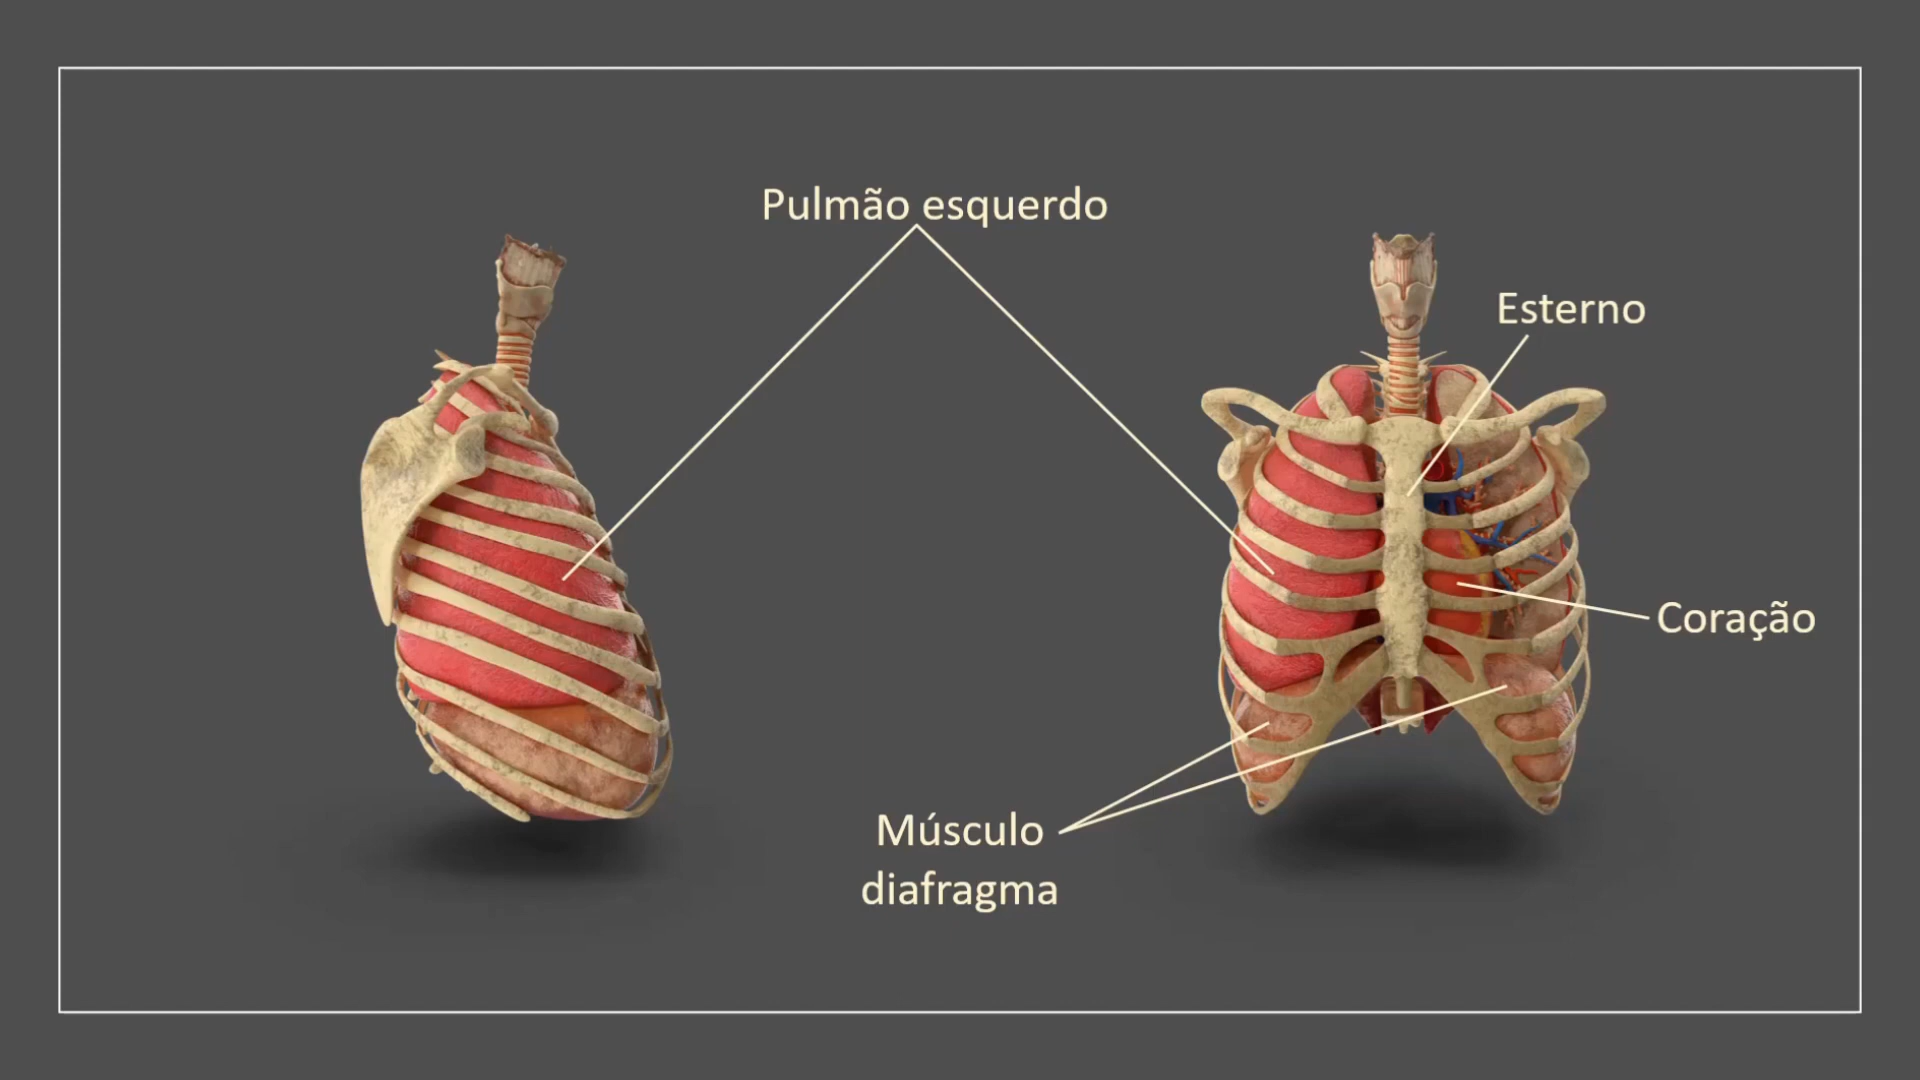 Pulmão esquerdo
Esterno
Coração
Músculo
diafragma